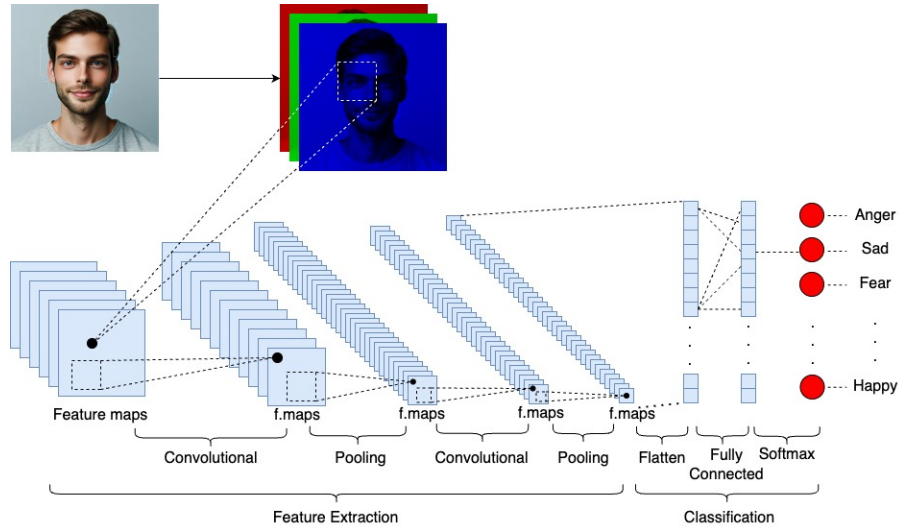 Anger
Sad
Fear
Happy
Feature maps
f.maps
f.maps
f.maps
f.maps
Convolutional
Pooling
Convolutional
Pooling
Flatten
Fully
Connected
Softmax
Feature Extraction
Classification